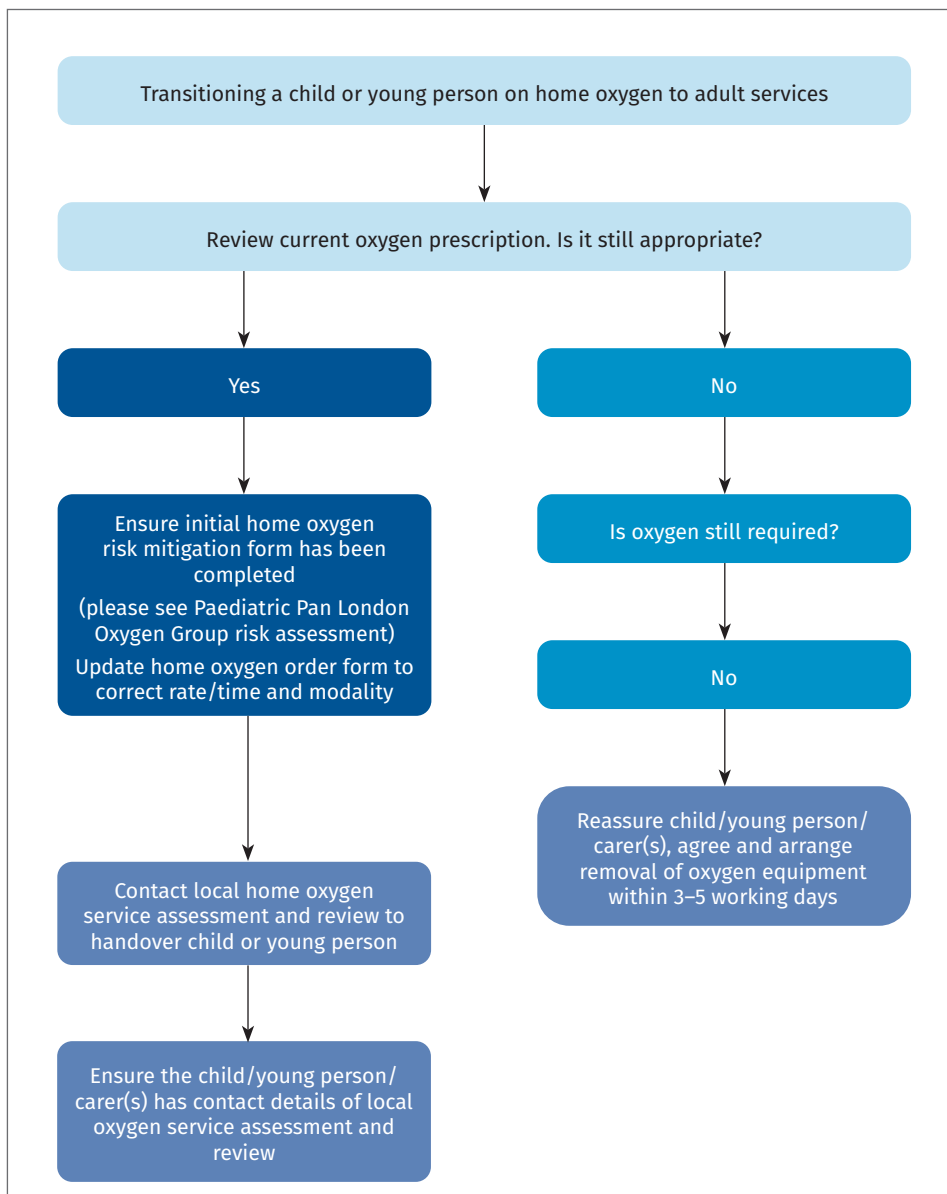 Transitioning a child or young person on home oxygen to adult services
Review current oxygen prescription. Is it still appropriate?
Yes
Ensure initial home oxygen
risk mitigation form has been
completed
(please see Paediatric Pan London
Oxygen Group risk assessment)
Update home oxygen order form to
correct rate/time and modality
Contact local home oxygen
service assessment and review to
handover child or young person
Ensure the child/young person/
carer(s) has contact details of local
oxygen service assessment and
review
No
Is oxygen still required?
No
Reassure child/young person/
carer(s), agree and arrange
removal of oxygen equipment
within 3–5 working days